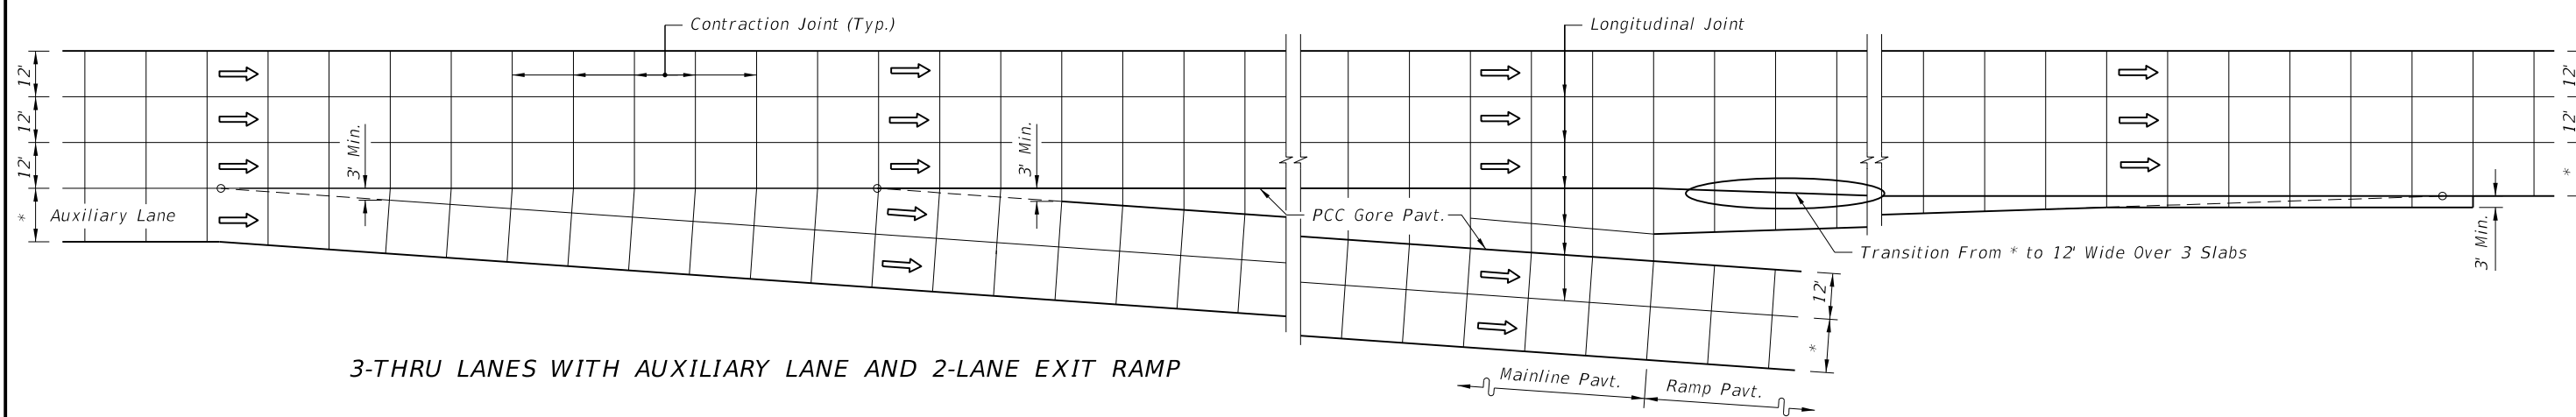 Contraction Joint (Typ.)
Longitudinal Joint
12'
12'
12'
*
Auxiliary Lane
3' Min.
3' Min.
PCC Gore Pavt.
Transition From * to 12' Wide Over 3 Slabs
12'
*
12'
12'
*
3' Min.
3-THRU LANES WITH AUXILIARY LANE AND 2-LANE EXIT RAMP
Mainline Pavt.
Ramp Pavt.